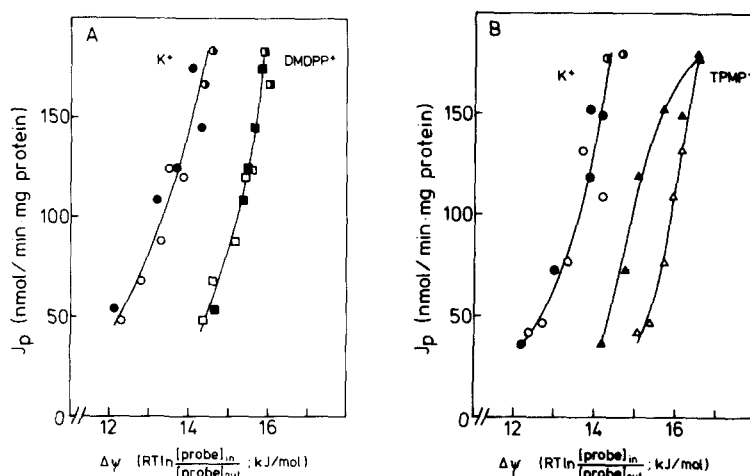 A
K⁺
DMDPP⁺
150
100
50
0
Jp (nmol/min·mg protein)
12
14
16
Δψ (RTln [probe]in/[probe]out ; kJ/mol)
B
K⁺
TPMP⁺
150
100
50
0
Jp (nmol/min·mg protein)
12
14
16
Δψ (RTln [probe]in/[probe]out ; kJ/mol)